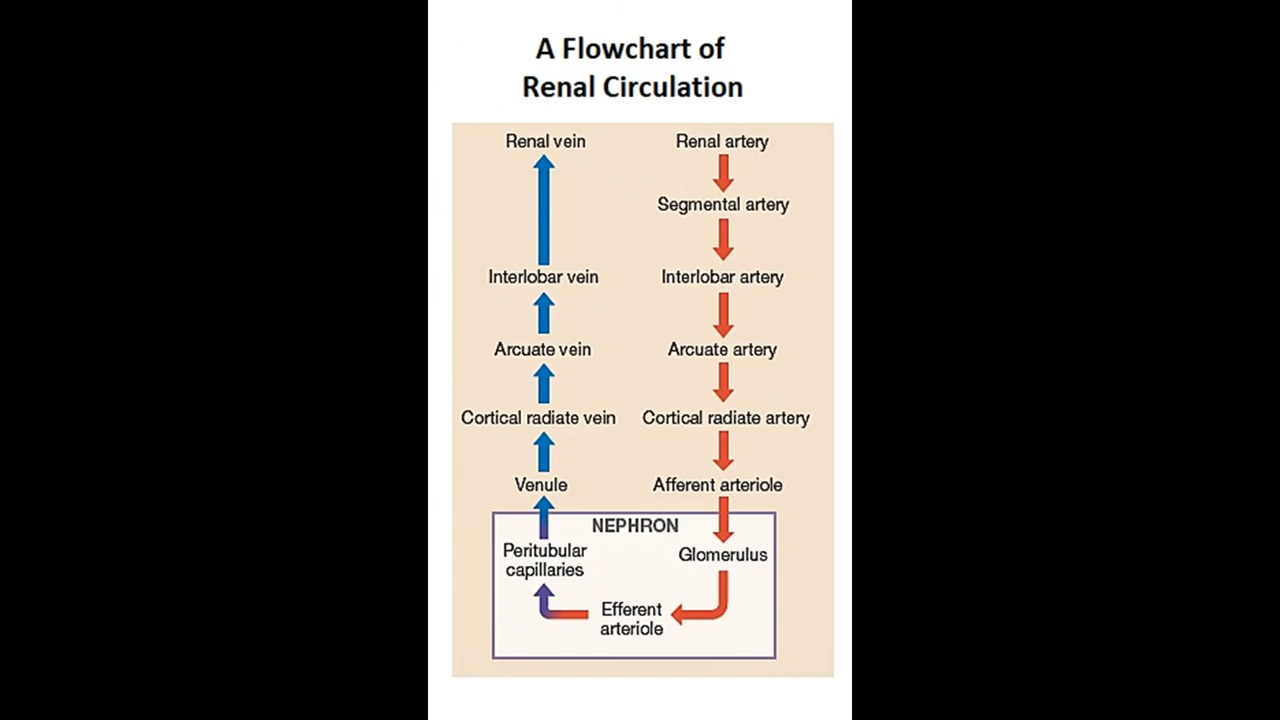 A Flowchart of
Renal Circulation
Renal vein
Renal artery
Segmental artery
Interlobar vein
Interlobar artery
Arcuate vein
Arcuate artery
Cortical radiate vein
Cortical radiate artery
Venule
Afferent arteriole
NEPHRON
Peritubular
capillaries
Glomerulus
Efferent
arteriole